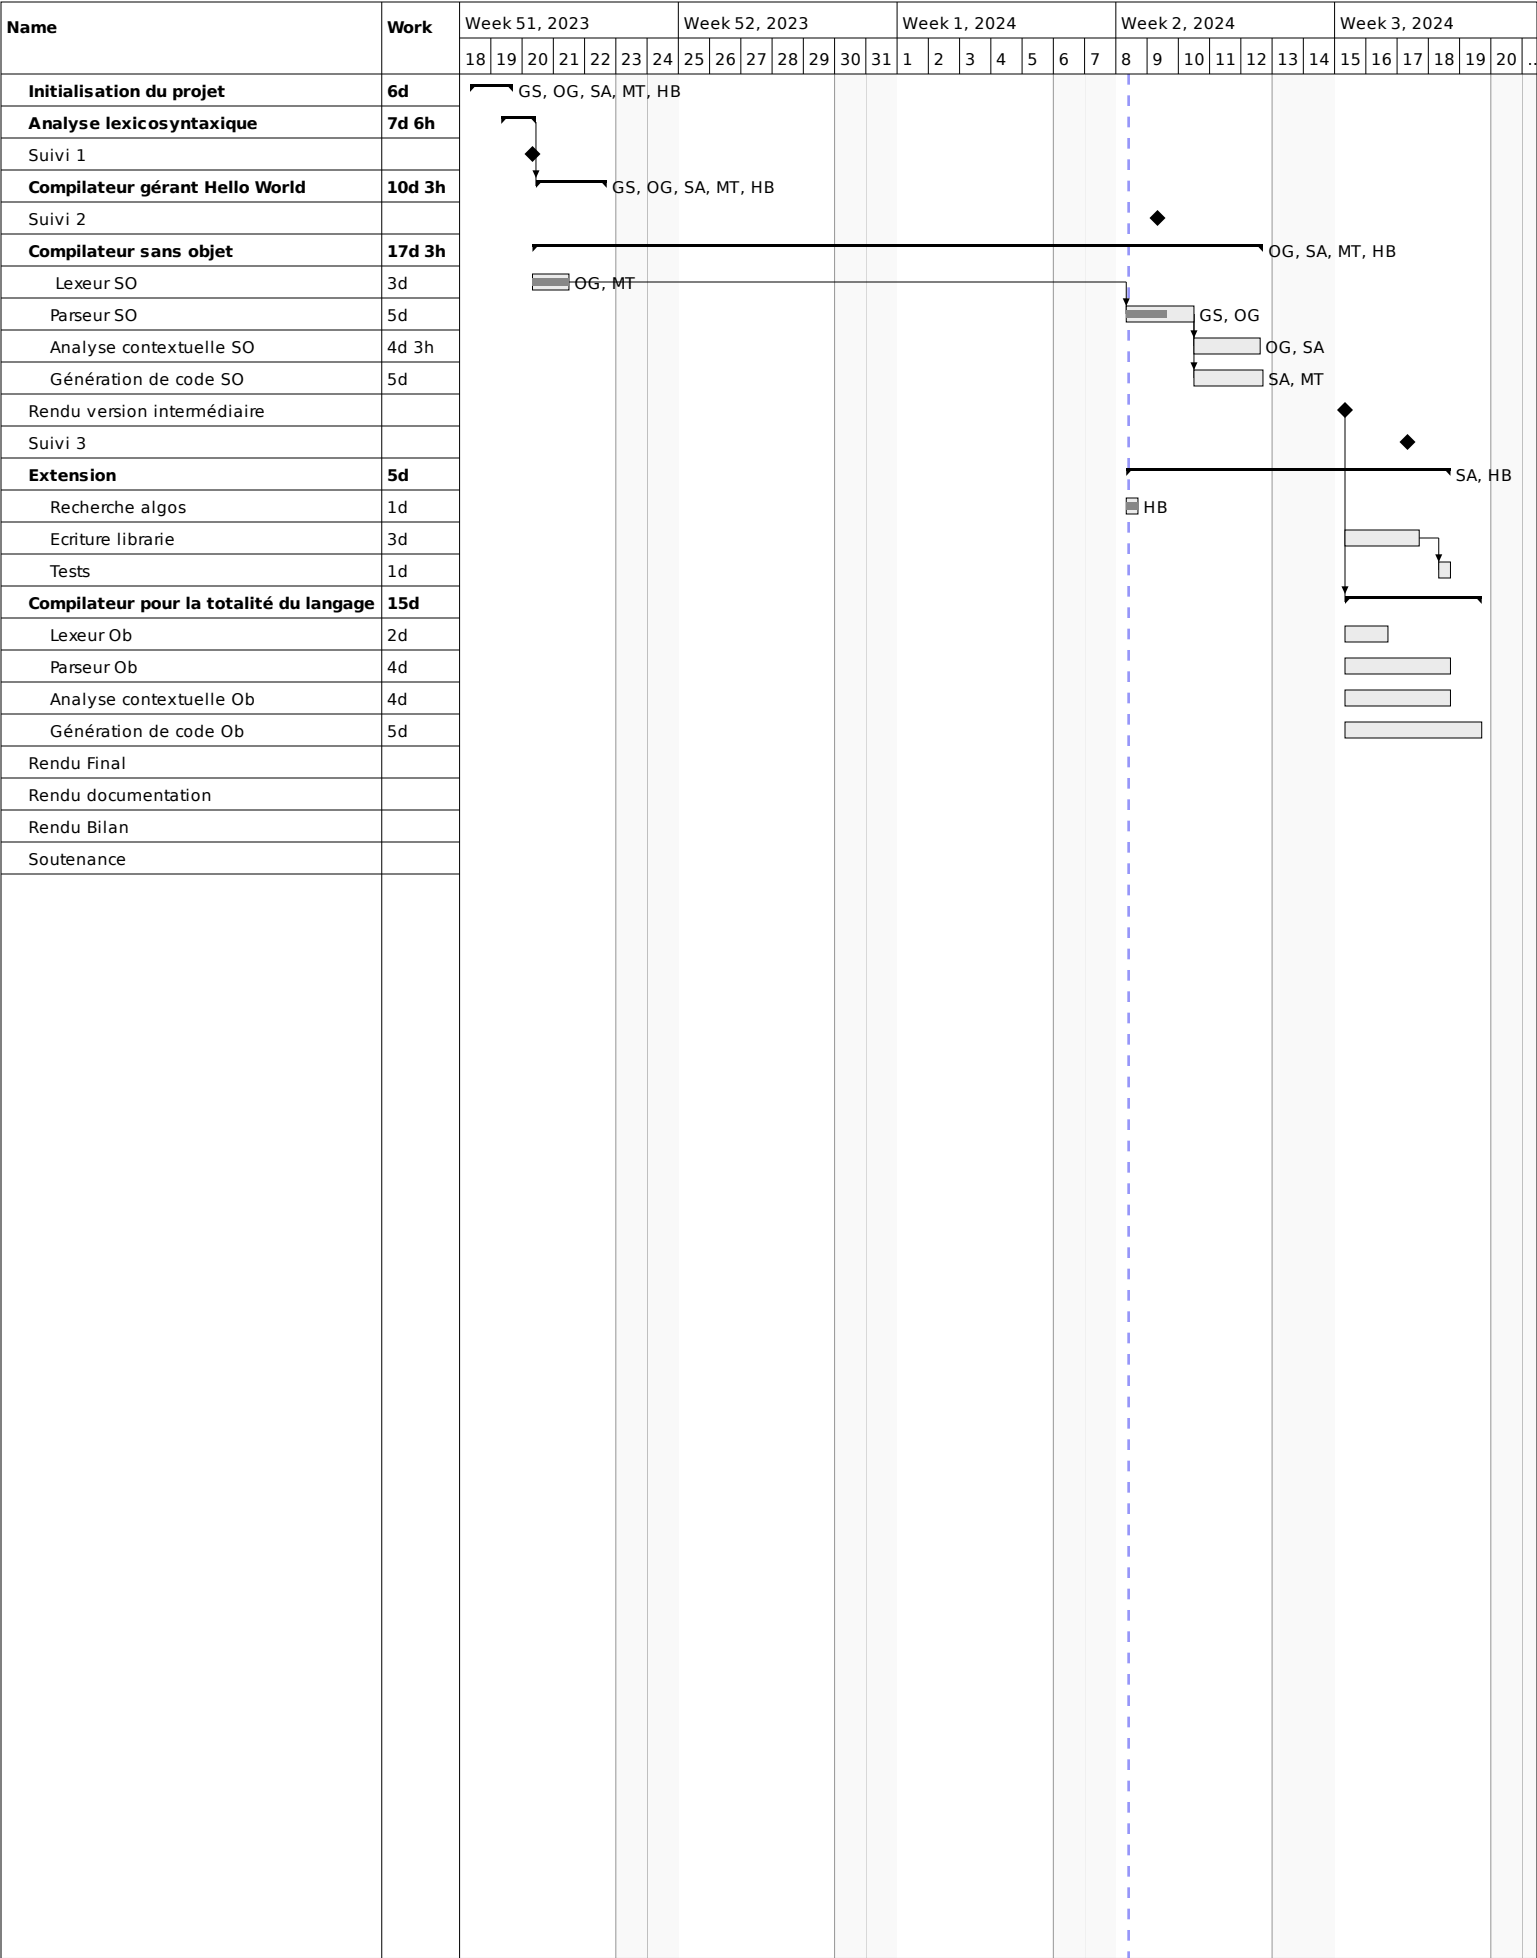 Name Work Week 51, 2023 Week 52, 2023 Week 1, 2024 Week 2, 2024 Week 3, 2024
18 19 20 21 22 23 24 25 26 27 28 29 30 31 1 2 3 4 5 6 7 8 9 10 11 12 13 14 15 16 17 18 19 20 ...
Initialisation du projet 6d GS, OG, SA, MT, HB
Analyse lexicosyntaxique 7d 6h
Suivi 1
Compilateur gérant Hello World 10d 3h GS, OG, SA, MT, HB
Suivi 2
Compilateur sans objet 17d 3h OG, SA, MT, HB
Lexeur SO 3d OG, MT
Parseur SO 5d GS, OG
Analyse contextuelle SO 4d 3h OG, SA
Génération de code SO 5d SA, MT
Rendu version intermédiaire
Suivi 3
Extension 5d SA, HB
Recherche algos 1d HB
Ecriture librarie 3d
Tests 1d
Compilateur pour la totalité du langage 15d
Lexeur Ob 2d
Parseur Ob 4d
Analyse contextuelle Ob 4d
Génération de code Ob 5d
Rendu Final
Rendu documentation
Rendu Bilan
Soutenance